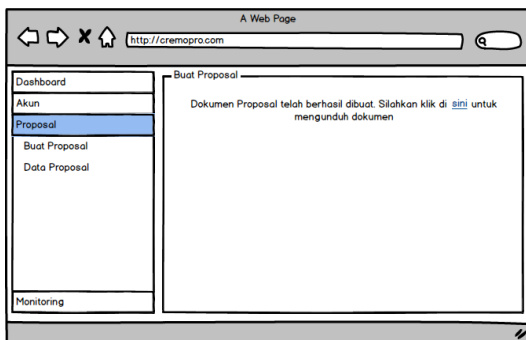 A Web Page
http://cremopro.com
Dashboard
Akun
Proposal
Buat Proposal
Data Proposal
Monitoring
Buat Proposal
Dokumen Proposal telah berhasil dibuat. Silahkan klik di sini untuk
mengunduh dokumen